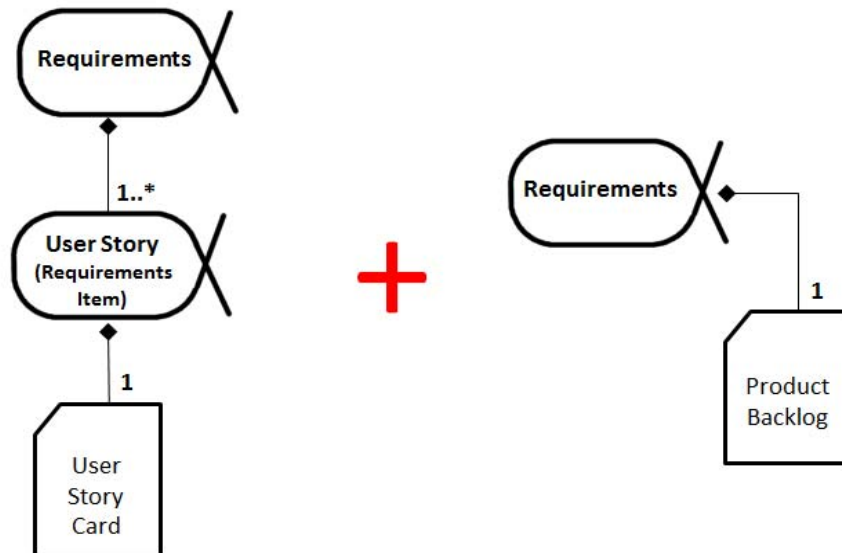 Requirements
1..*
User Story
(Requirements
Item)
1
User
Story
Card
Requirements
1
Product
Backlog